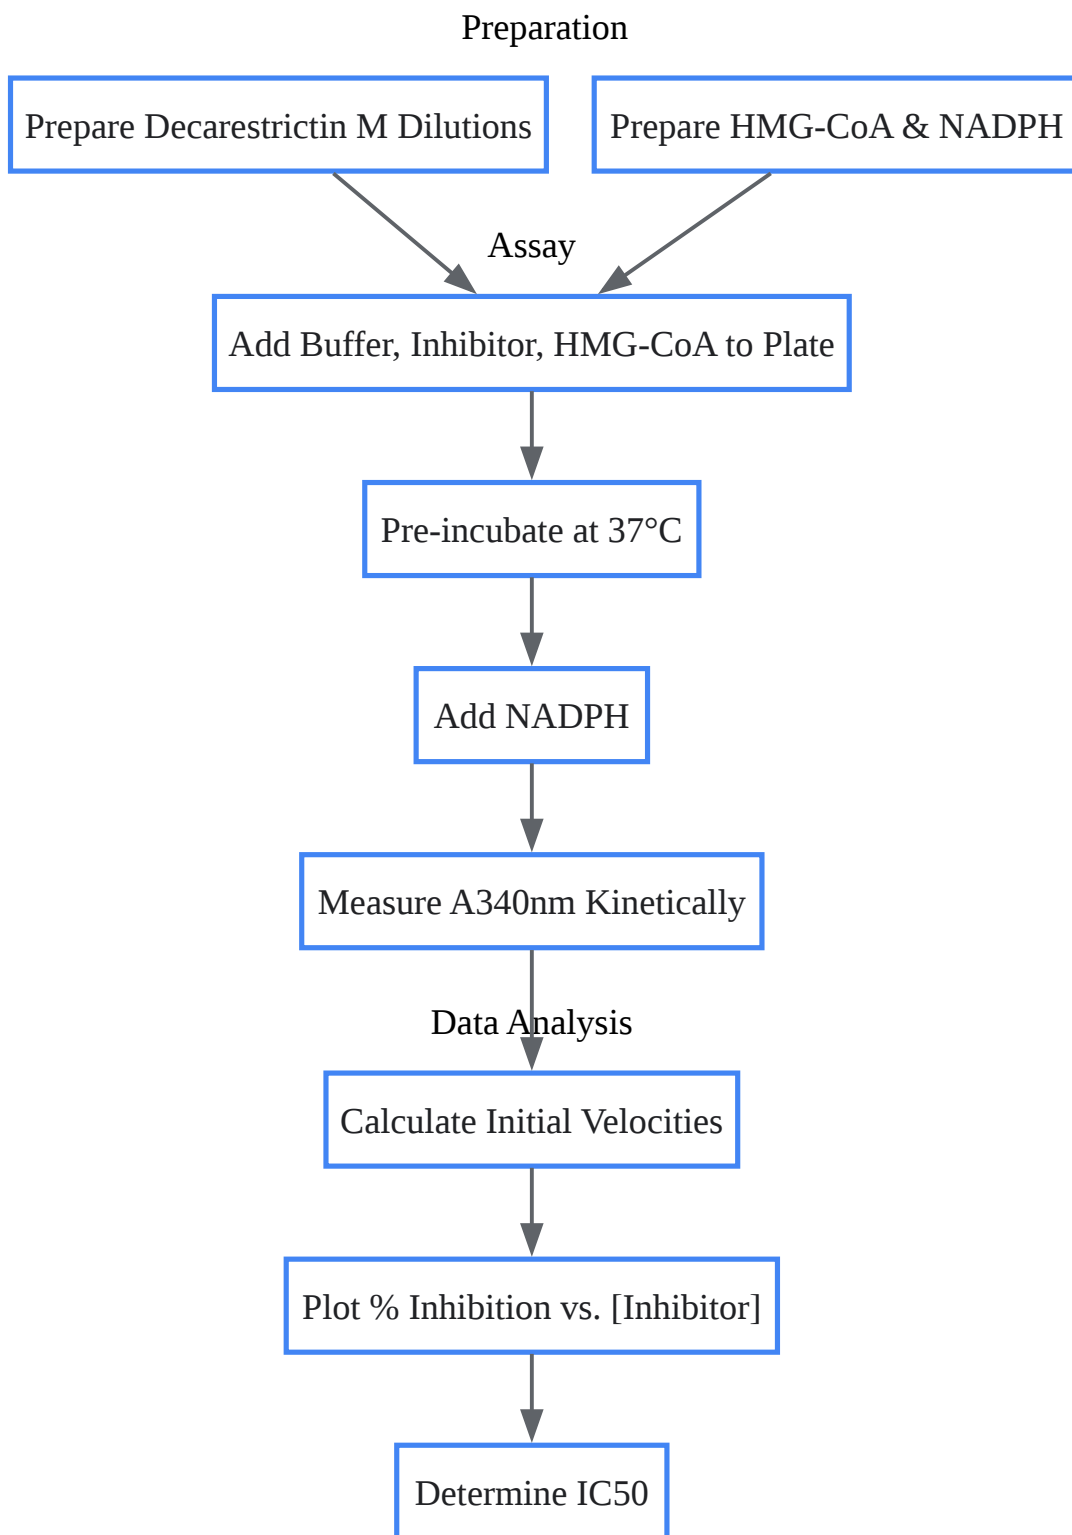 Preparation
Prepare Decarestrictin M Dilutions
Prepare HMG-CoA & NADPH
Assay
Add Buffer, Inhibitor, HMG-CoA to Plate
Pre-incubate at 37°C
Add NADPH
Measure A340nm Kinetically
Data Analysis
Calculate Initial Velocities
Plot % Inhibition vs. [Inhibitor]
Determine IC50